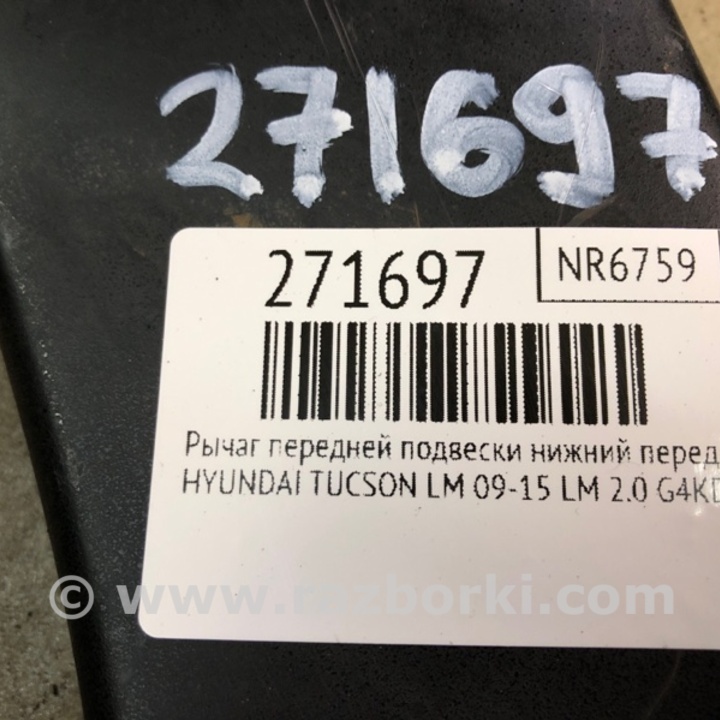 271697
271697
NR6759
Рычаг передней подвески нижний перед
HYUNDAI TUCSON LM 09-15 LM 2.0 G4KD
© www.razborki.com